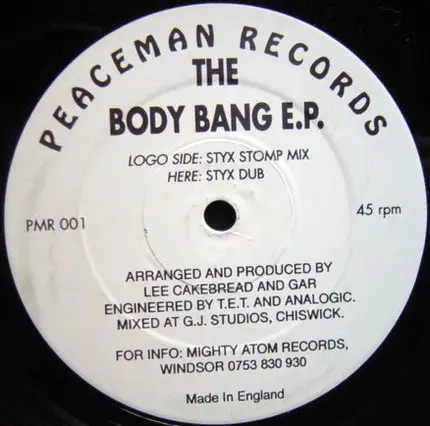 PEACEMAN RECORDS
THE
BODY BANG E.P.
LOGO SIDE: STYX STOMP MIX
HERE: STYX DUB
PMR 001
45 rpm
ARRANGED AND PRODUCED BY
LEE CAKEBREAD AND GAR
ENGINEERED BY T.E.T. AND ANALOGIC.
MIXED AT G.J. STUDIOS, CHISWICK.
FOR INFO: MIGHTY ATOM RECORDS,
WINDSOR 0753 830 930
Made In England